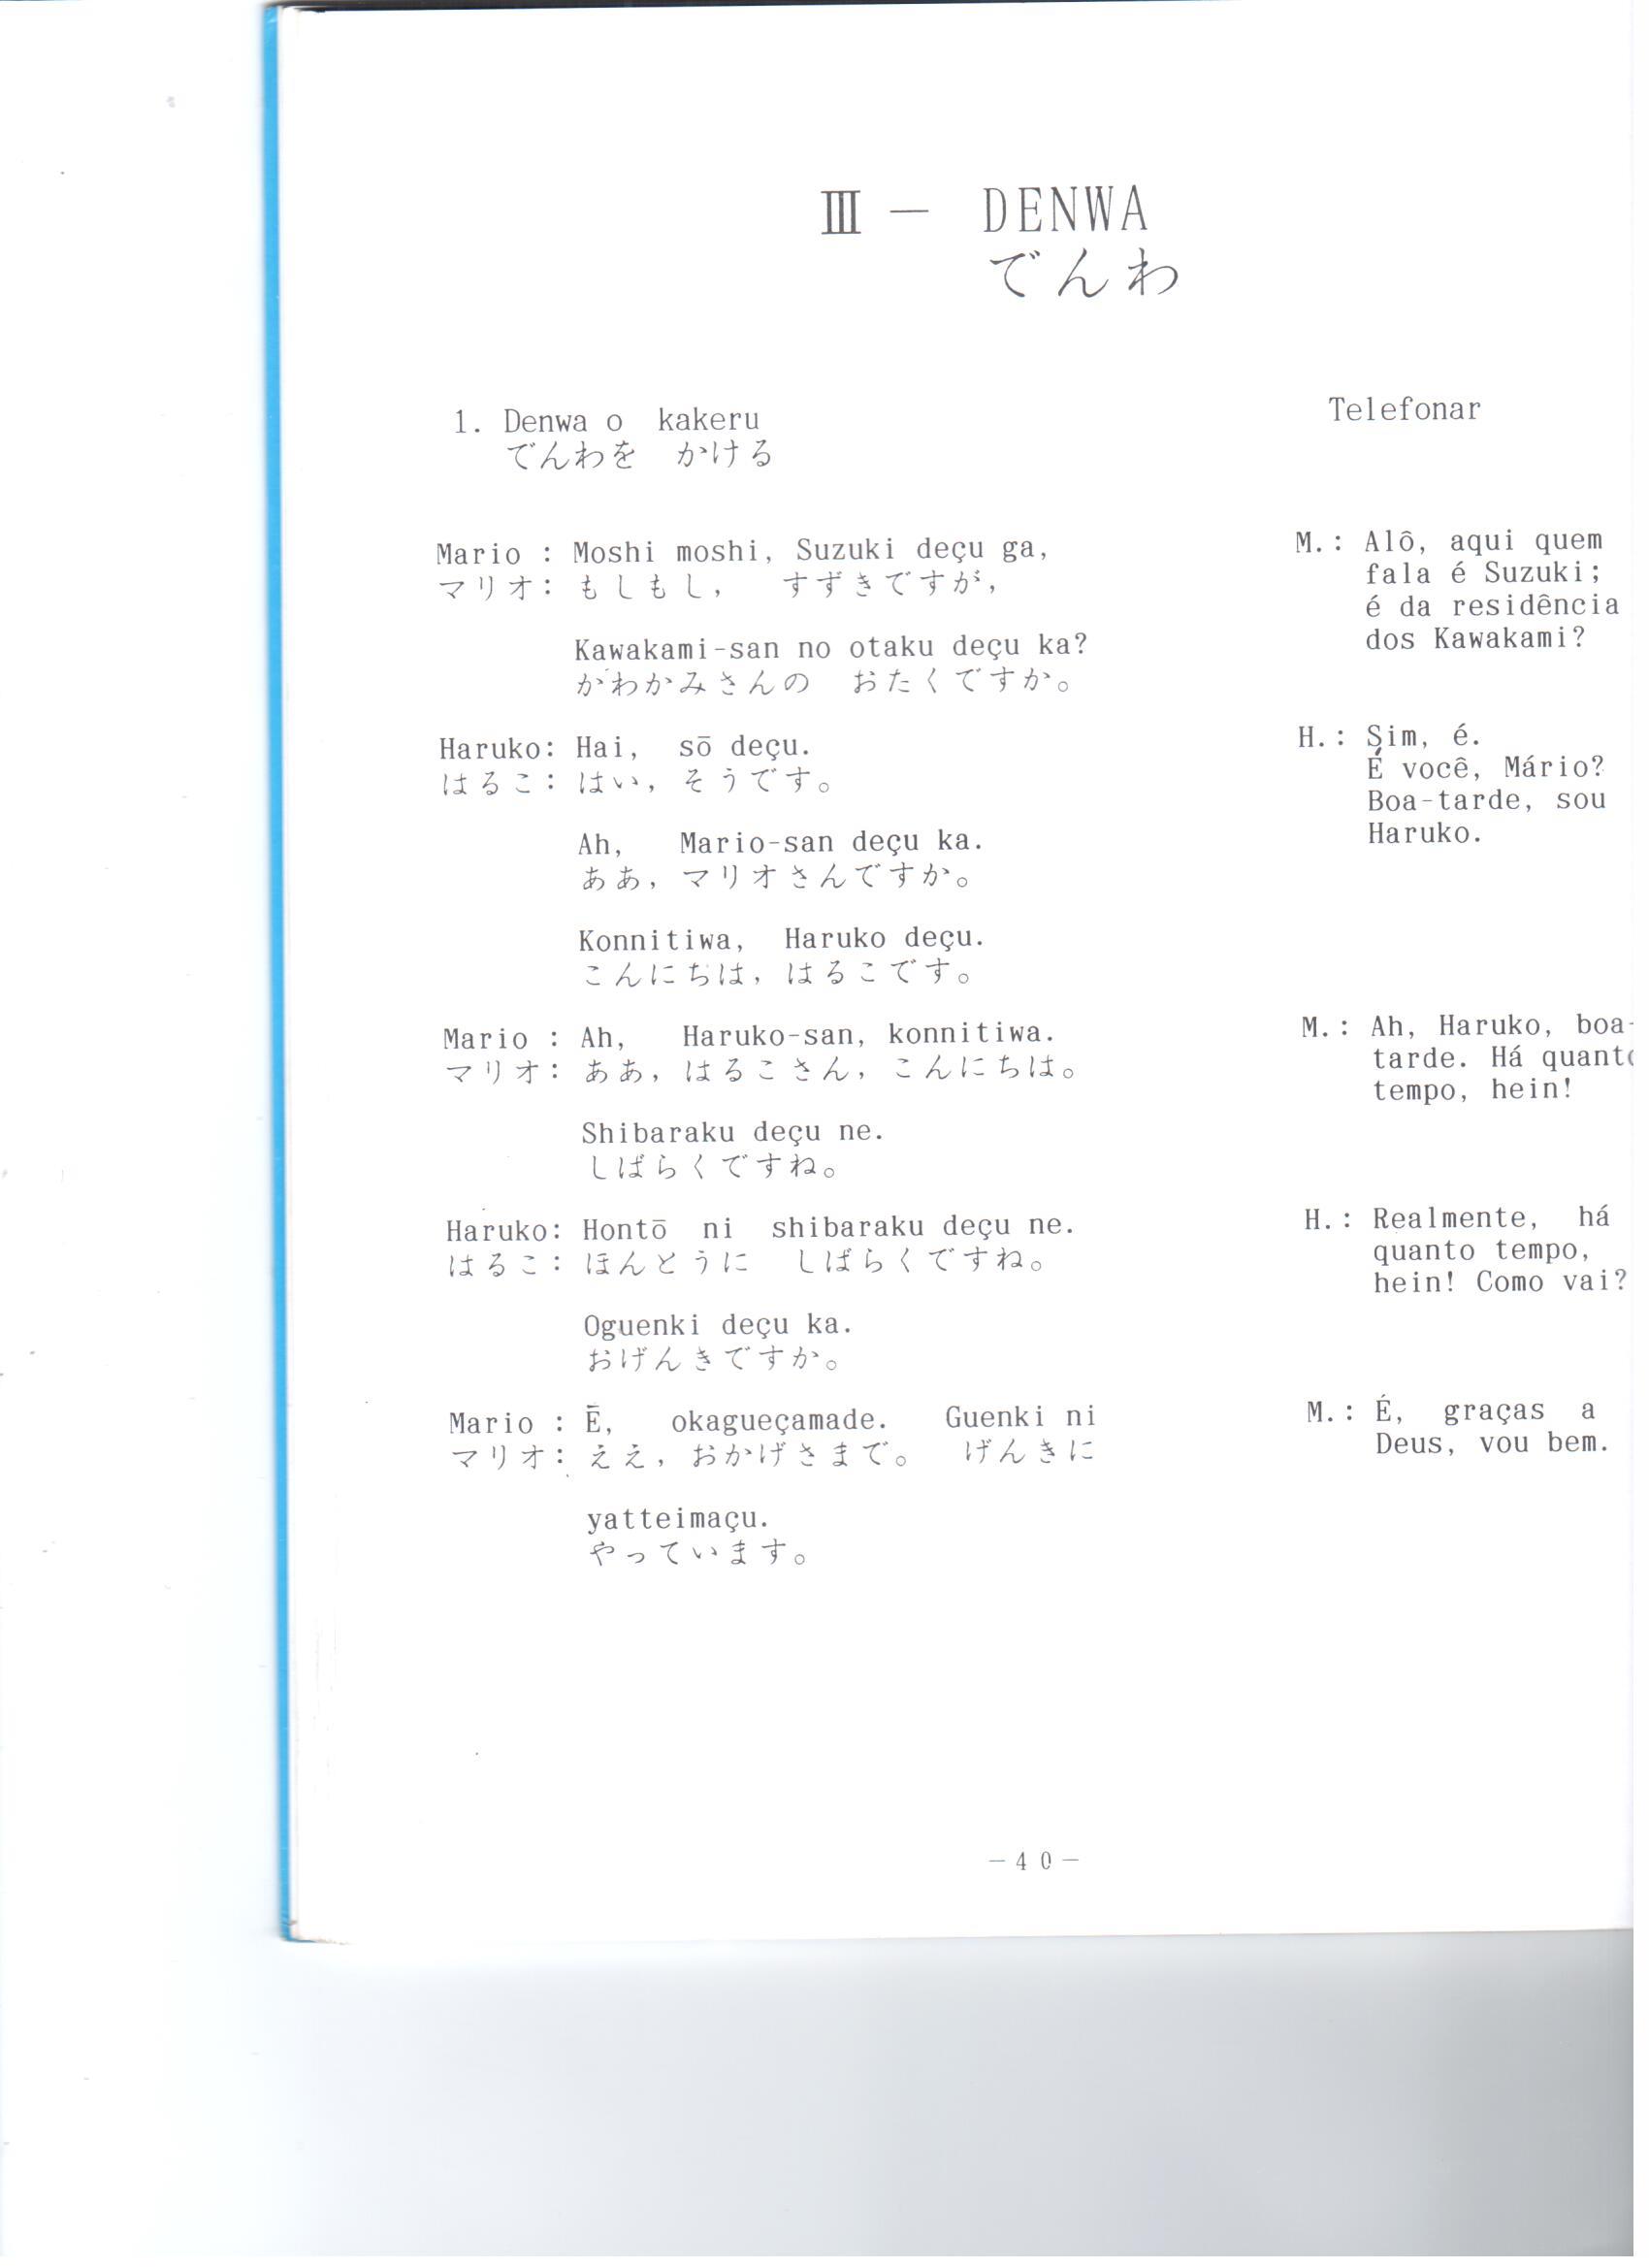 Ⅲ － DENWA
でんわ
1. Denwa o kakeru
でんわを かける
Telefonar
Mario : Moshi moshi, Suzuki deçu ga,
マリオ: もしもし, すずきですが,
Kawakami-san no otaku deçu ka?
かわかみさんの おたくですか。
M.: Alô, aqui quem
fala é Suzuki;
é da residência
dos Kawakami?
Haruko: Hai, sō deçu.
はるこ: はい, そうです。
Ah, Mario-san deçu ka.
ああ, マリオさんですか。
Konnitiwa, Haruko deçu.
こんにちは, はるこです。
H.: Sim, é.
É você, Mário?
Boa-tarde, sou
Haruko.
Mario : Ah, Haruko-san, konnitiwa.
マリオ: ああ, はるこさん, こんにちは。
Shibaraku deçu ne.
しばらくですね。
M.: Ah, Haruko, boa-
tarde. Há quanto
tempo, hein!
Haruko: Hontō ni shibaraku deçu ne.
はるこ: ほんとうに しばらくですね。
Oguenki deçu ka.
おげんきですか。
H.: Realmente, há
quanto tempo,
hein! Como vai?
Mario : Ē, okagueçamade. Guenki ni
マリオ: ええ, おかげさまで。 げんきに
yatteimaçu.
やっています。
M.: É, graças a
Deus, vou bem.
－40－